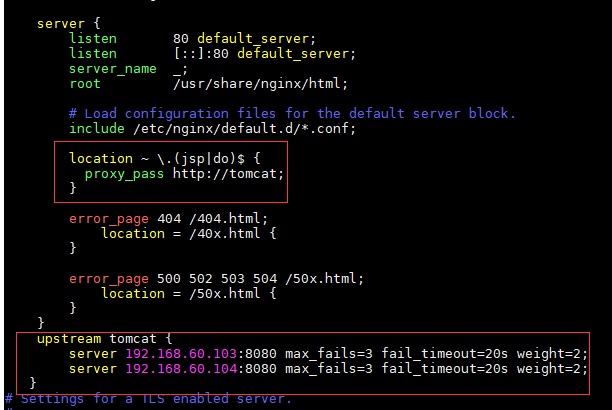 server {
listen 80 default_server;
listen [::]:80 default_server;
server_name _;
root /usr/share/nginx/html;
# Load configuration files for the default server block.
include /etc/nginx/default.d/*.conf;
location ~ \.(jsp|do)$ {
proxy_pass http://tomcat;
}
error_page 404 /404.html;
location = /40x.html {
}
error_page 500 502 503 504 /50x.html;
location = /50x.html {
}
}
upstream tomcat {
server 192.168.60.103:8080 max_fails=3 fail_timeout=20s weight=2;
server 192.168.60.104:8080 max_fails=3 fail_timeout=20s weight=2;
}
# Settings for a TLS enabled server.
#